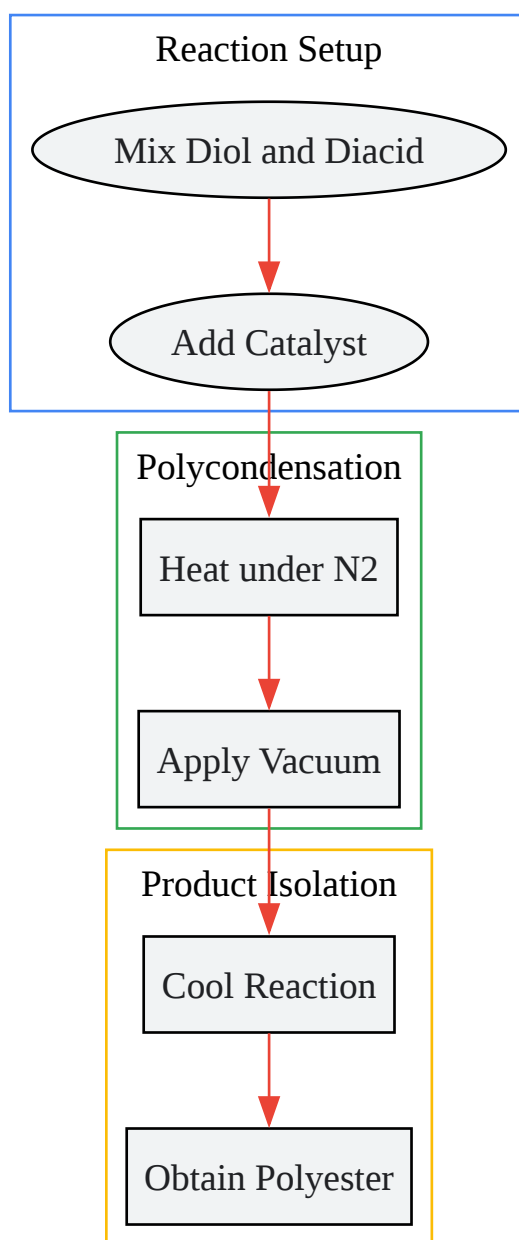 Reaction Setup
Mix Diol and Diacid
Add Catalyst
Polycondensation
Heat under N2
Apply Vacuum
Product Isolation
Cool Reaction
Obtain Polyester